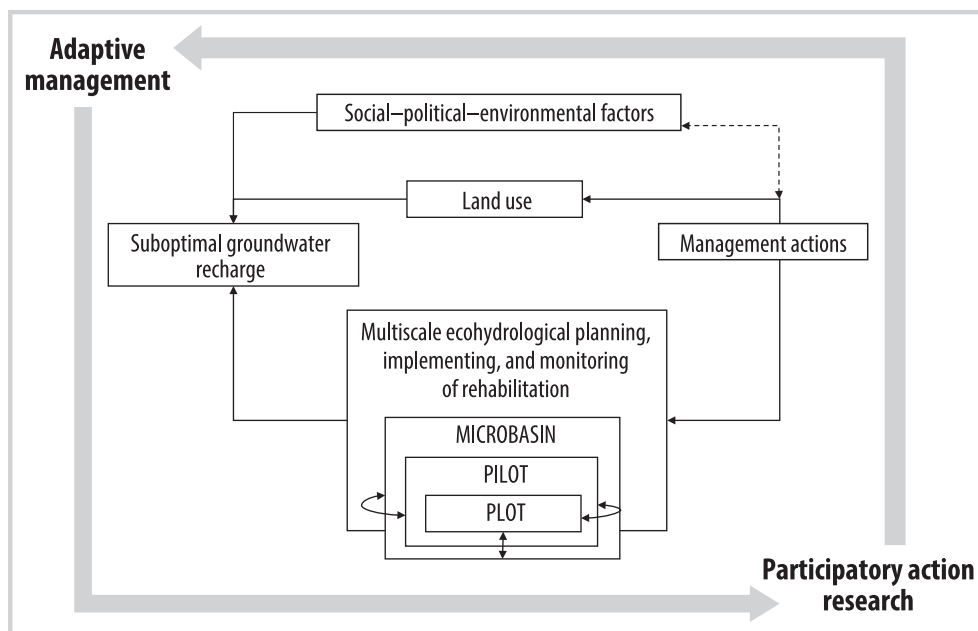 Adaptive
management
Social–political–environmental factors
Land use
Suboptimal groundwater
recharge
Management actions
Multiscale ecohydrological planning,
implementing, and monitoring
of rehabilitation
MICROBASIN
PILOT
PLOT
Participatory action
research